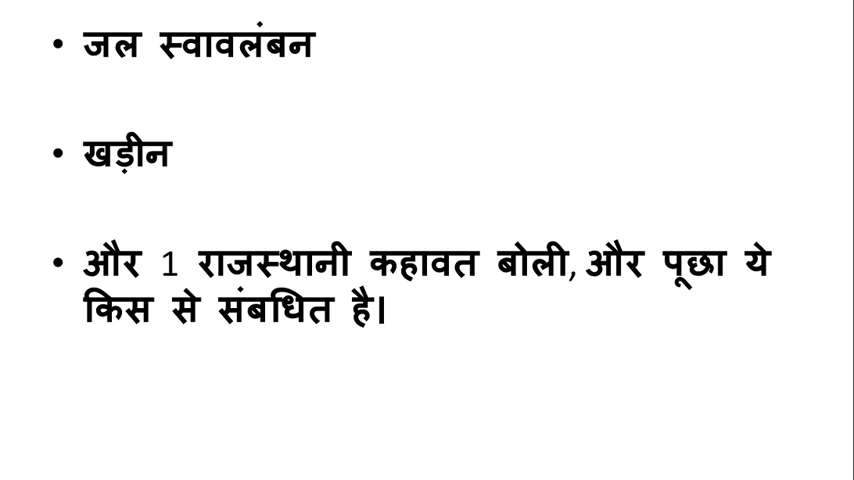 • जल स्वावलंबन
• खड़ीन
• और 1 राजस्थानी कहावत बोली, और पूछा ये
किस से संबधित है।